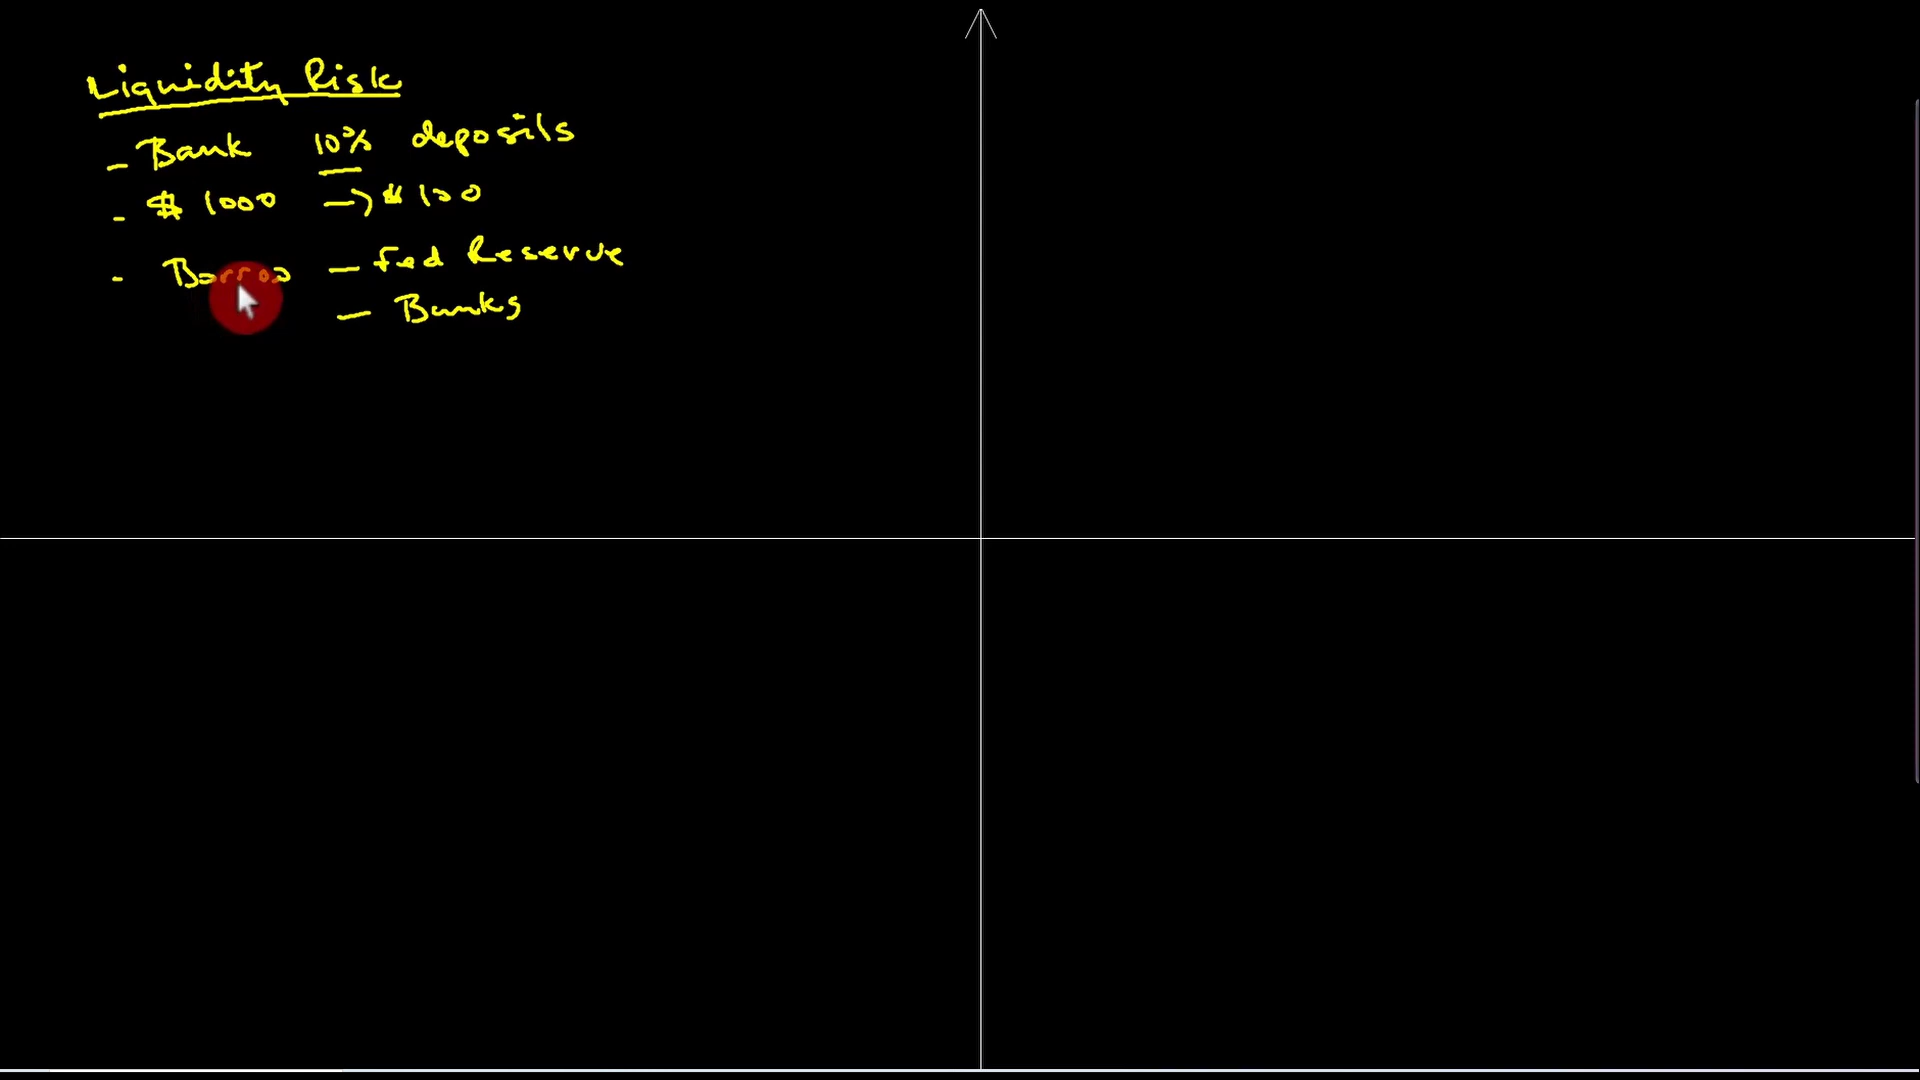 Liquidity Risk
- Bank 10% deposits
- $ 1000 → $ 100
- Borrow - Fed Reserve
- Banks